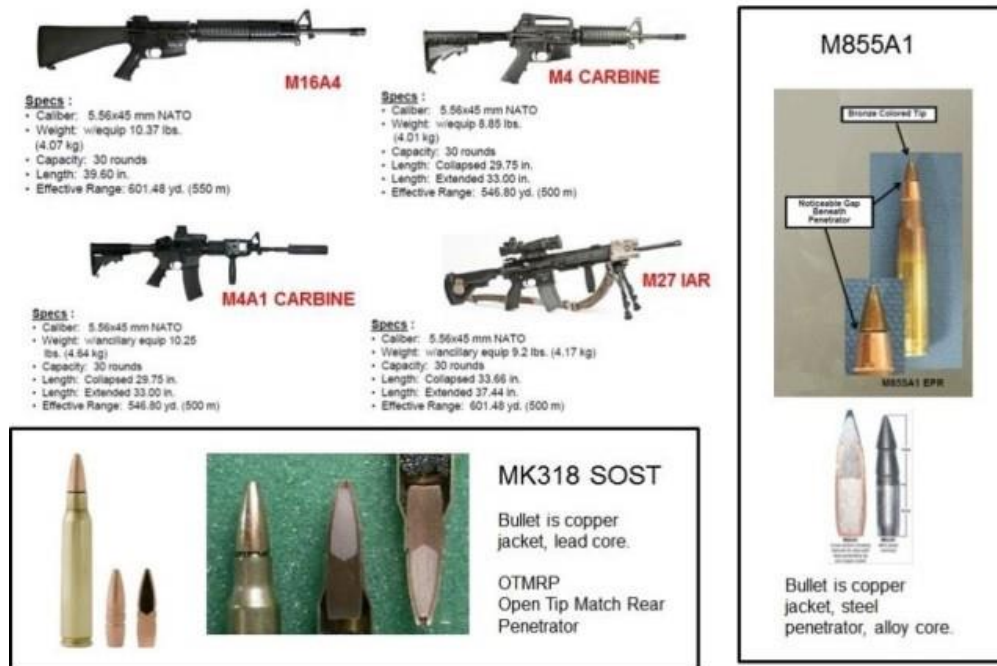 M16A4
Specs :
• Caliber: 5.56x45 mm NATO
• Weight: w/equip 10.37 lbs.
(4.07 kg)
• Capacity: 30 rounds
• Length: 39.60 in.
• Effective Range: 601.48 yd. (550 m)
M4 CARBINE
Specs :
• Caliber: 5.56x45 mm NATO
• Weight: w/equip 8.85 lbs.
(4.01 kg)
• Capacity: 30 rounds
• Length: Collapsed 29.75 in.
• Length: Extended 33.00 in.
• Effective Range: 546.80 yd. (500 m)
M4A1 CARBINE
Specs :
• Caliber: 5.56x45 mm NATO
• Weight: w/ancillary equip 10.25
lbs. (4.64 kg)
• Capacity: 30 rounds
• Length: Collapsed 29.75 in.
• Length: Extended 33.00 in.
• Effective Range: 546.80 yd. (500 m)
M27 IAR
Specs :
• Caliber: 5.56x45 mm NATO
• Weight: w/ancillary equip 9.2 lbs. (4.17 kg)
• Capacity: 30 rounds
• Length: Collapsed 33.66 in.
• Length: Extended 37.44 in.
• Effective Range: 601.48 yd. (500 m)
MK318 SOST
Bullet is copper
jacket, lead core.
OTMRP
Open Tip Match Rear
Penetrator
M855A1
Bronze Colored Tip
Noticeable Gap
Beneath
Penetrator
M855A1 EPR
Bullet is copper
jacket, steel
penetrator, alloy core.